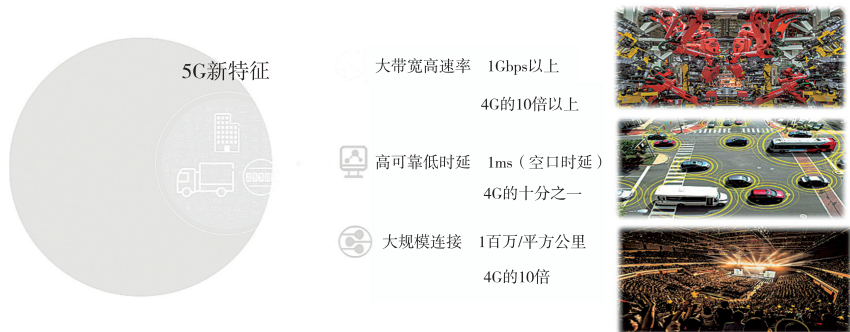 5G新特征
大带宽高速率 1Gbps以上
4G的10倍以上
高可靠低时延 1ms（空口时延）
4G的十分之一
大规模连接 1百万/平方公里
4G的10倍